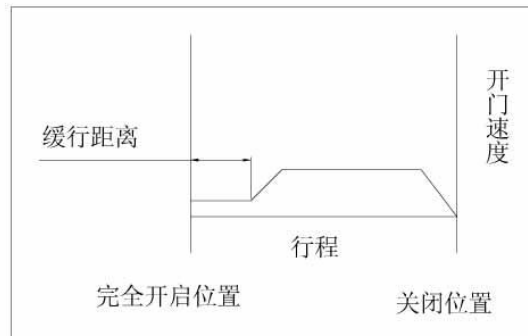 开门速度
缓行距离
行程
完全开启位置
关闭位置